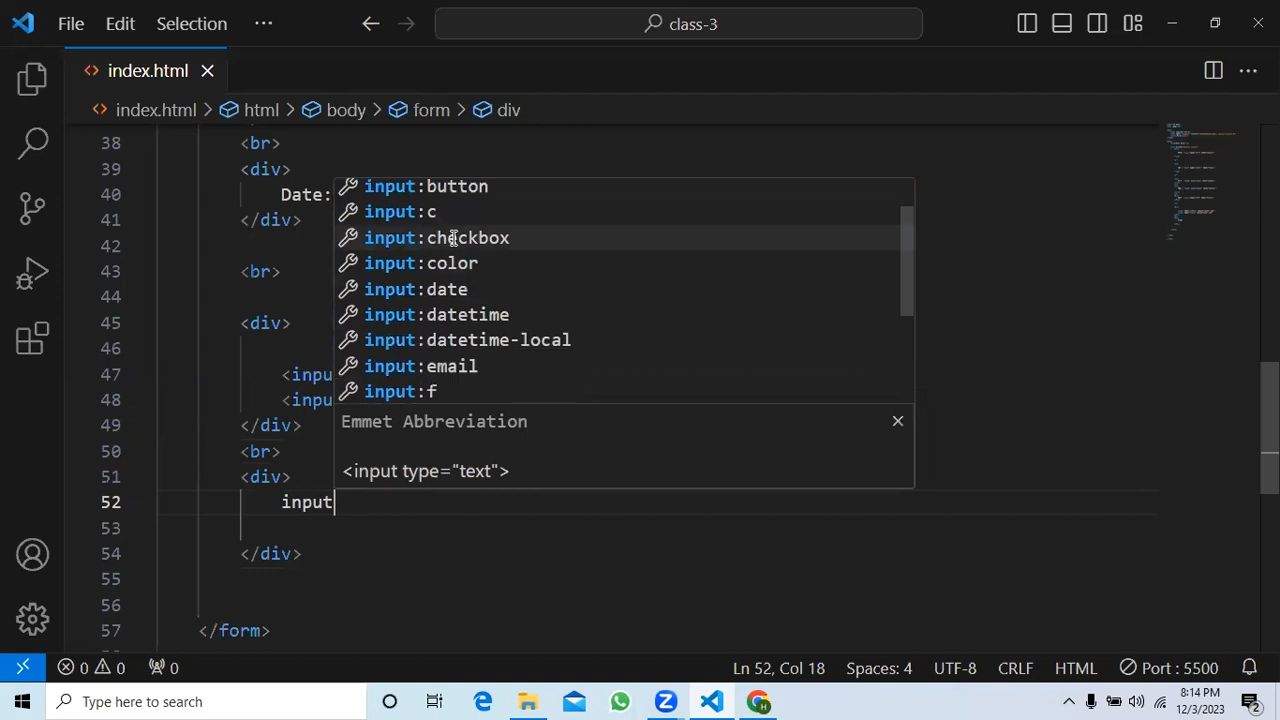 File Edit Selection ··· class-3
index.html
index.html > html > body > form > div
38 <br>
39 <div>
40 Date:
41 </div>
42
43 <br>
44
45 <div>
46
47 <inpu
48 <inpu
49 </div>
50 <br>
51 <div>
52 input
53
54 </div>
55
56
57 </form>
input:button
input:c
input:checkbox
input:color
input:date
input:datetime
input:datetime-local
input:email
input:f
Emmet Abbreviation
<input type="text">
0 0 0 Ln 52, Col 18 Spaces: 4 UTF-8 CRLF HTML Port : 5500
Type here to search 8:14 PM
12/3/2023 2